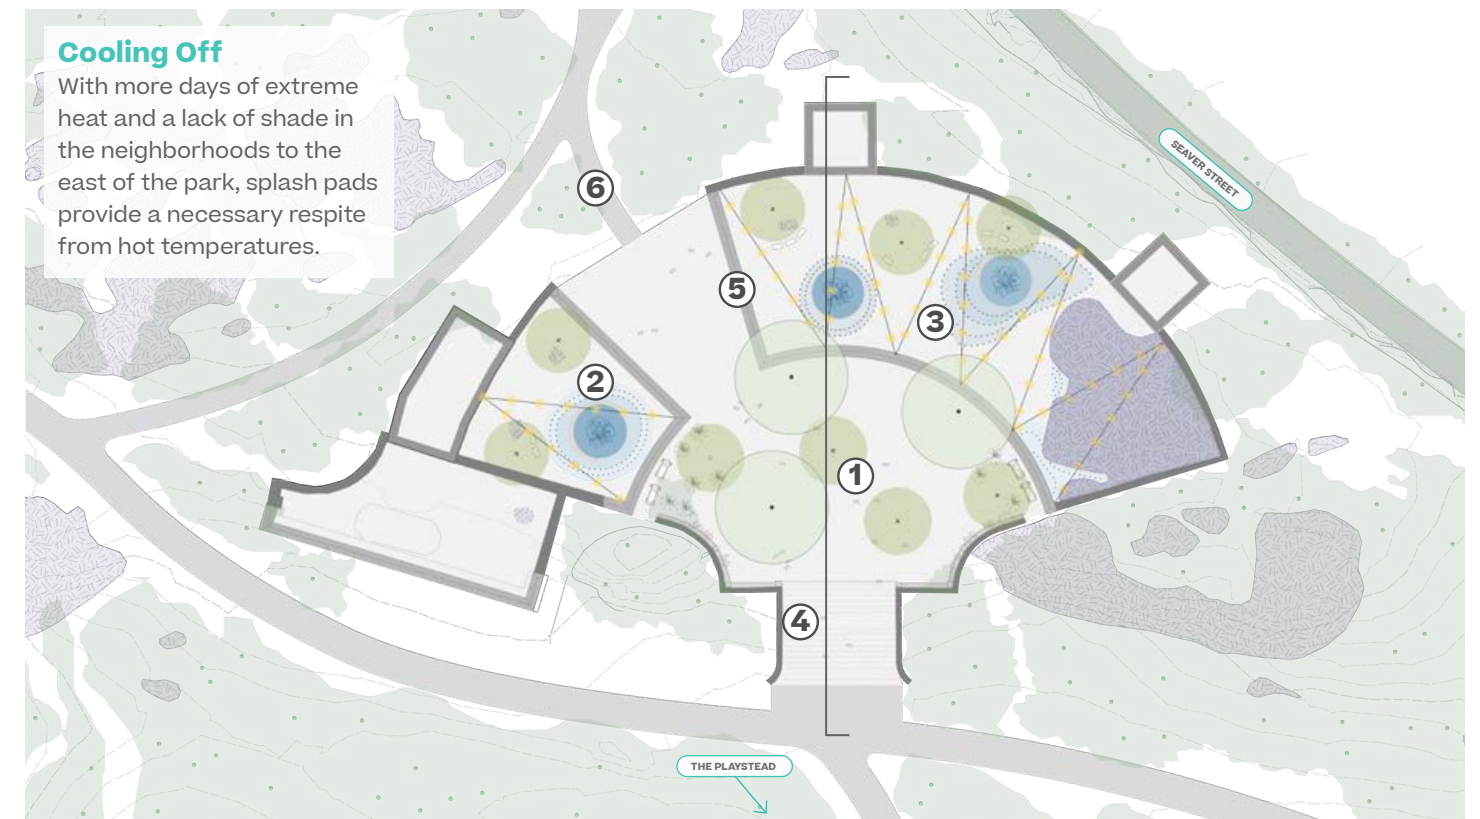 Cooling Off
With more days of extreme
heat and a lack of shade in
the neighborhoods to the
east of the park, splash pads
provide a necessary respite
from hot temperatures.
SEAVER STREET
6
5
3
2
1
4
THE PLAYSTEAD